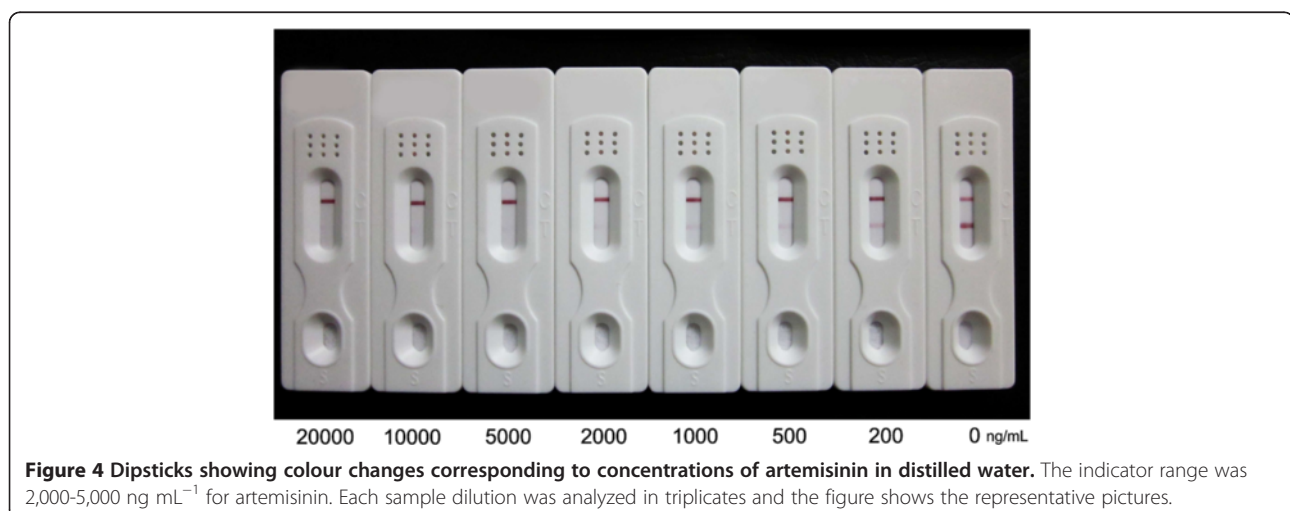 C T C T C T C T C T C T C T C T
S S S S S S S S
20000 10000 5000 2000 1000 500 200 0 ng/mL
Figure 4 Dipsticks showing colour changes corresponding to concentrations of artemisinin in distilled water. The indicator range was
2,000-5,000 ng mL⁻¹ for artemisinin. Each sample dilution was analyzed in triplicates and the figure shows the representative pictures.